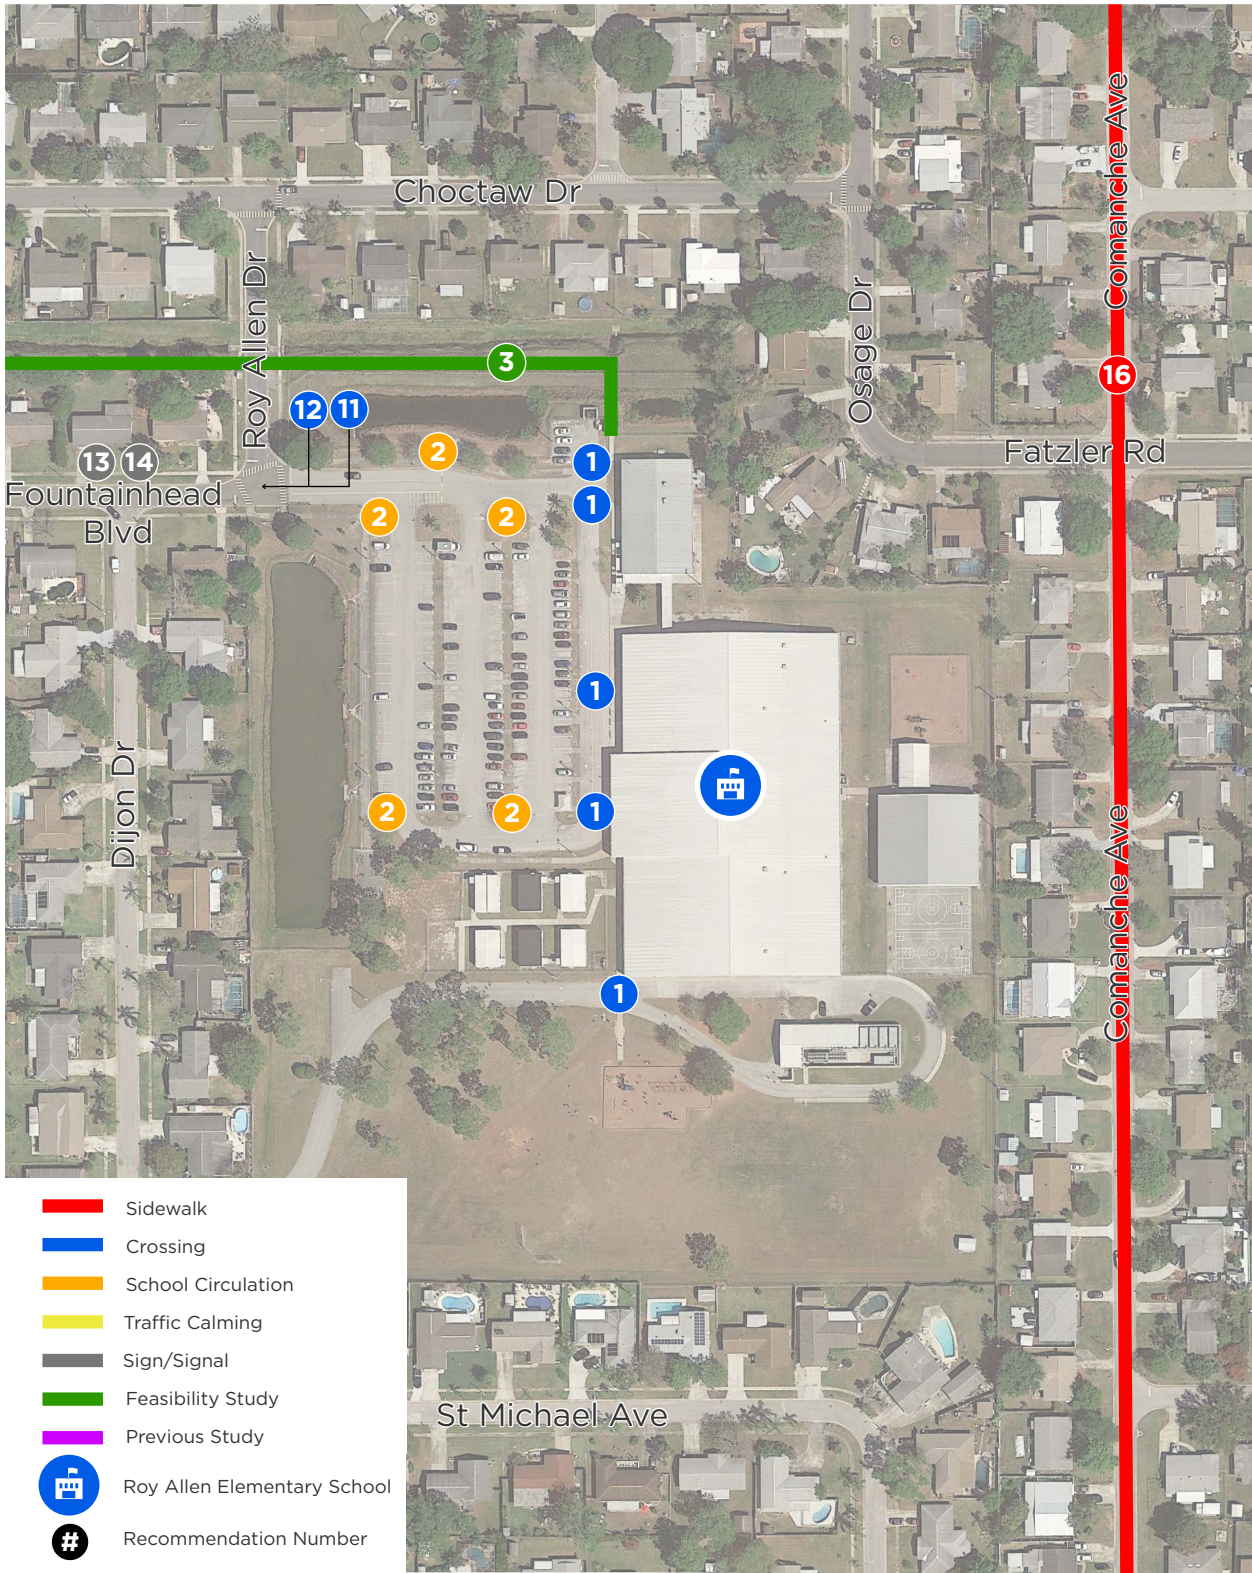 Comanche Ave
Choctaw Dr
Roy Allen Dr
Osage Dr
3
16
12
11
2
1
Fatzler Rd
13
14
Fountainhead
Blvd
2
2
1
1
Dijon Dr
2
2
1
Comanche Ave
1
Sidewalk
Crossing
School Circulation
Traffic Calming
Sign/Signal
Feasibility Study
Previous Study
Roy Allen Elementary School
# Recommendation Number
St Michael Ave